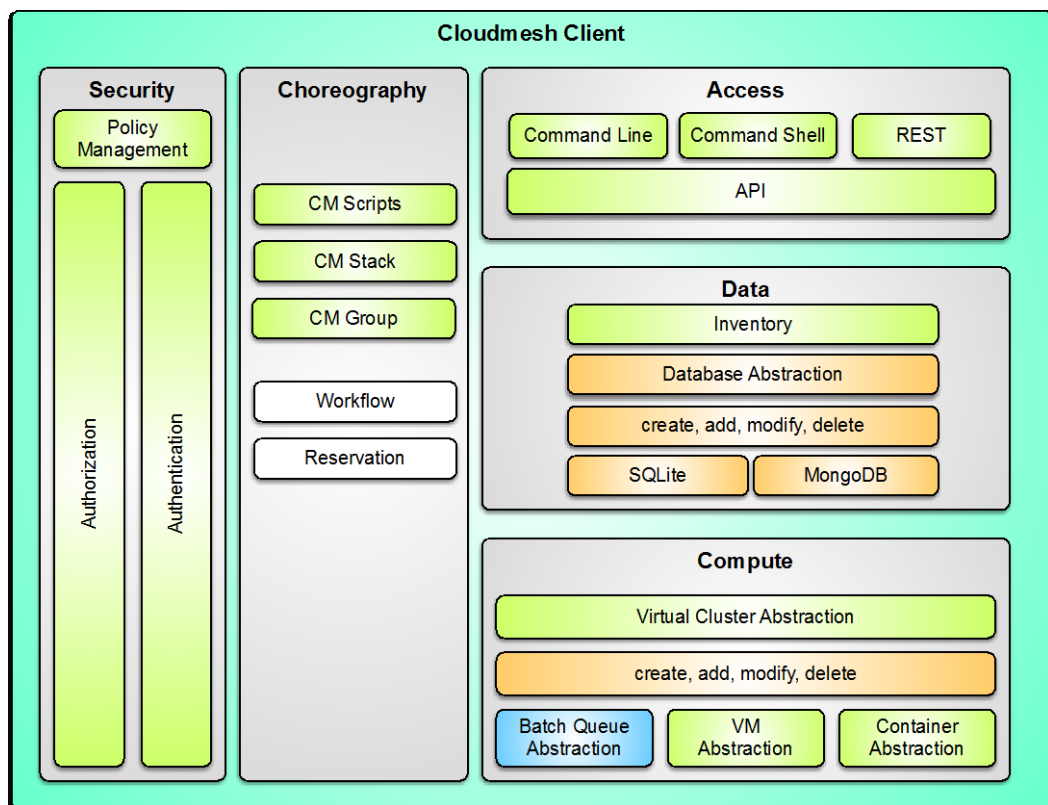 Cloudmesh Client
Security
Policy
Management
Authorization
Authentication
Choreography
CM Scripts
CM Stack
CM Group
Workflow
Reservation
Access
Command Line
Command Shell
REST
API
Data
Inventory
Database Abstraction
create, add, modify, delete
SQLite
MongoDB
Compute
Virtual Cluster Abstraction
create, add, modify, delete
Batch Queue
Abstraction
VM
Abstraction
Container
Abstraction